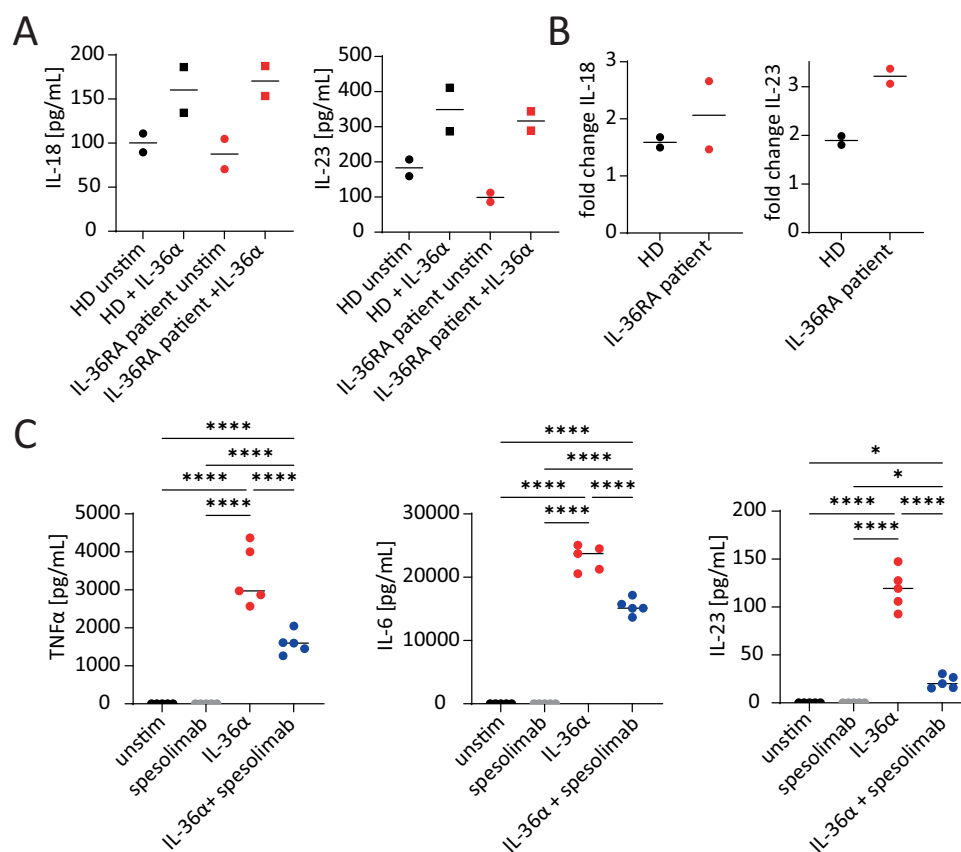 A
IL-18 [pg/mL]
200
150
100
50
0
HD unstim
HD + IL-36α
IL-36RA patient unstim
IL-36RA patient +IL-36α
IL-23 [pg/mL]
500
400
300
200
100
0
HD unstim
HD + IL-36α
IL-36RA patient unstim
IL-36RA patient +IL-36α
B
fold change IL-18
3
2
1
0
HD
IL-36RA patient
fold change IL-23
3
2
1
0
HD
IL-36RA patient
C
****
****
**** ****
****
TNFα [pg/mL]
5000
4000
3000
2000
1000
0
unstim
spesolimab
IL-36α
IL-36α+ spesolimab
****
****
**** ****
****
IL-6 [pg/mL]
30000
20000
10000
0
unstim
spesolimab
IL-36α
IL-36α + spesolimab
*
*
**** ****
****
IL-23 [pg/mL]
200
150
100
50
0
unstim
spesolimab
IL-36α
IL-36α + spesolimab